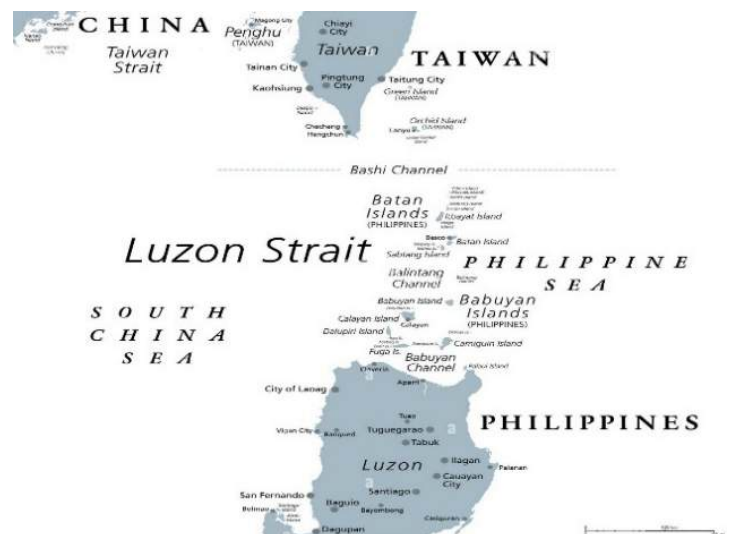 CHINA
Taiwan
Strait
Magong City
Penghu
(TAIWAN)
Chiayi
City
Taiwan
TAIWAN
Tainan City
Pingtung
City
Kaohsiung
Taitung City
Green Island
Orchid Island
Lanyu
Checheng
Hengchun
Bashi Channel
Batan
Islands
(PHILIPPINES)
Itbayat Island
Basco
Batan Island
Sabtang Island
Luzon Strait
PHILIPPINE
SEA
Balintang
Channel
Babuyan Island
Babuyan
Islands
(PHILIPPINES)
Calayan Island
Calayan
Dalupiri Island
Camiguin Island
Fuga Is.
Babuyan
Channel
Palaui Island
SOUTH
CHINA
SEA
Claveria
Aparri
City of Laoag
PHILIPPINES
Tuao
Vigan City
Bangued
Tuguegarao
Tabuk
Luzon
Ilagan
Palanan
Cauayan
City
Santiago
San Fernando
Baguio
Bayombong
Bolinao
Dagupan
Casiguran